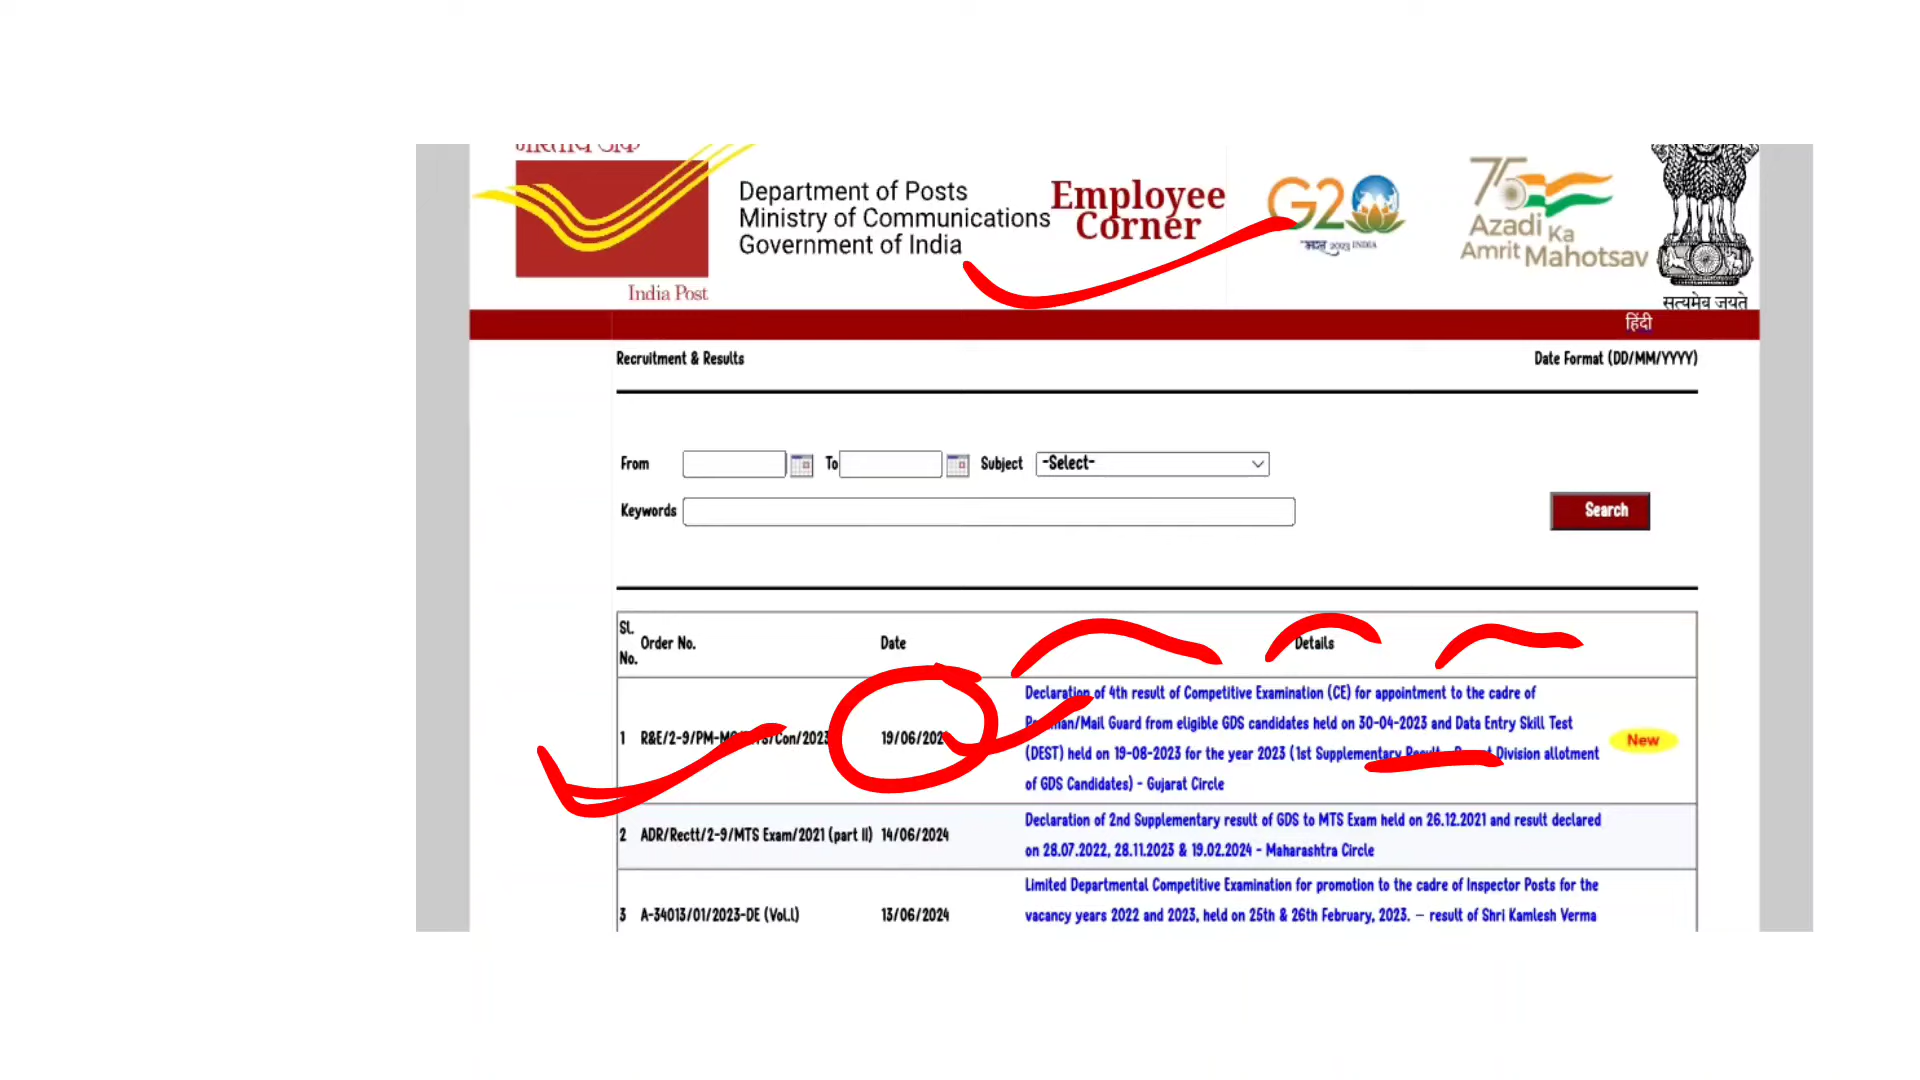 भारतीय डाक
India Post
Department of Posts
Ministry of Communications
Government of India
Employee
Corner
G20
भारत 2023 INDIA
75
Azadi Ka
Amrit Mahotsav
सत्यमेव जयते
हिंदी
Recruitment & Results
Date Format (DD/MM/YYYY)
From To Subject -Select-
Keywords
Search
Sl. No. Order No. Date Details
1 19/06/202
Declaration of 4th result of Competitive Examination (CE) for appointment to the cadre of
Guard from eligible GDS candidates held on 30-04-2023 and Data Entry Skill Test
(DEST) held on 19-08-2023 for the year 2023 (1st Supplementary Division allotment
of GDS Candidates) - Gujarat Circle
New
2 ADR/Rectt/2-9/MTS Exam/2021 (part II) 14/06/2024
Declaration of 2nd Supplementary result of GDS to MTS Exam held on 26.12.2021 and result declared
on 28.07.2022, 28.11.2023 & 19.02.2024 - Maharashtra Circle
3 A-34013/01/2023-DE (Vol.I) 13/06/2024
Limited Departmental Competitive Examination for promotion to the cadre of Inspector Posts for the
vacancy years 2022 and 2023, held on 25th & 26th February, 2023. – result of Shri Kamlesh Verma